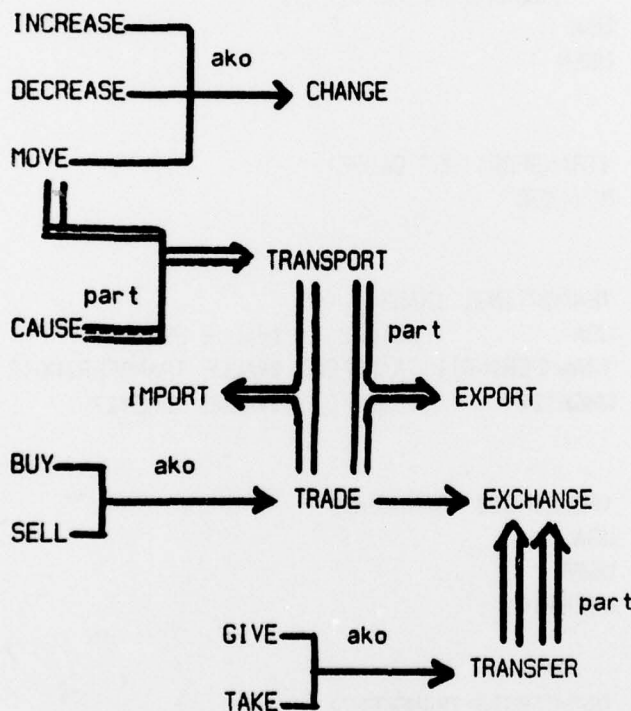 INCREASE
ako
DECREASE CHANGE
MOVE
TRANSPORT
part part
CAUSE
IMPORT EXPORT
BUY ako
TRADE EXCHANGE
SELL
part
GIVE ako
TRANSFER
TAKE